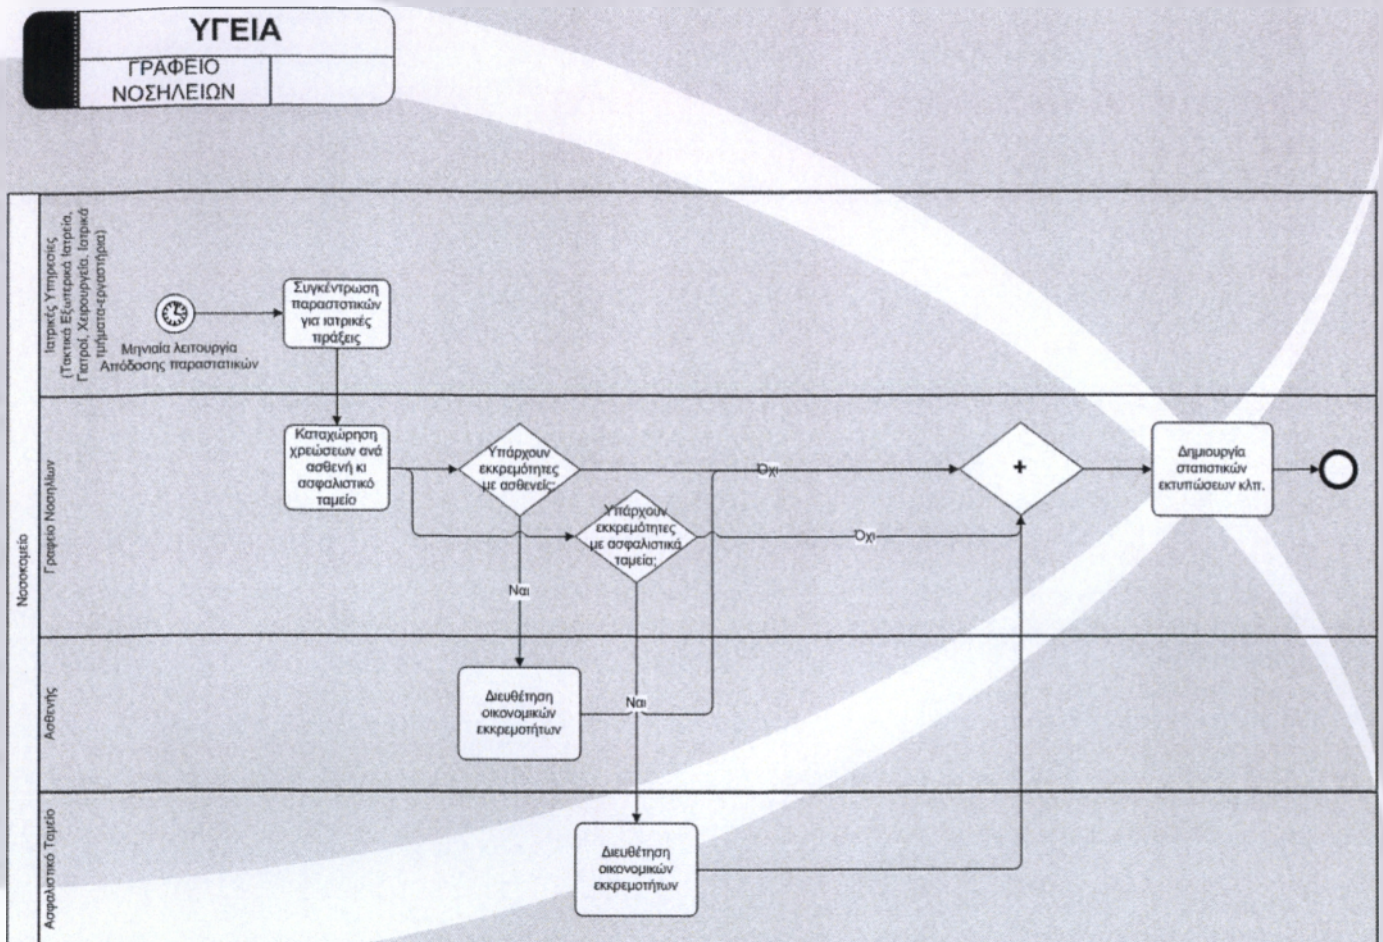 ΥΓΕΙΑ
ΓΡΑΦΕΙΟ
ΝΟΣΗΛΕΙΩΝ
Νοσοκομείο
Ιατρικές Υπηρεσίες
(Τακτικά Εξωτερικά Ιατρεία,
Γιατροί, Χειρουργεία, Ιατρικά
τμήματα-εργαστήρια)
Μηνιαία λειτουργία
Απόδοσης παραστατικών
Συγκέντρωση
παραστατικών
για ιατρικές
πράξεις
Γραφείο Νοσηλίων
Καταχώρηση
χρεώσεων ανά
ασθενή κι
ασφαλιστικό
ταμείο
Υπάρχουν
εκκρεμότητες
με ασθενείς;
Όχι
+
Δημιουργία
στατιστικών
εκτυπώσεων κλπ.
Υπάρχουν
εκκρεμότητες
με ασφαλιστικά
ταμεία;
Όχι
Ναι
Ασθενής
Διευθέτηση
οικονομικών
εκκρεμοτήτων
Ναι
Ασφαλιστικό Ταμείο
Διευθέτηση
οικονομικών
εκκρεμοτήτων